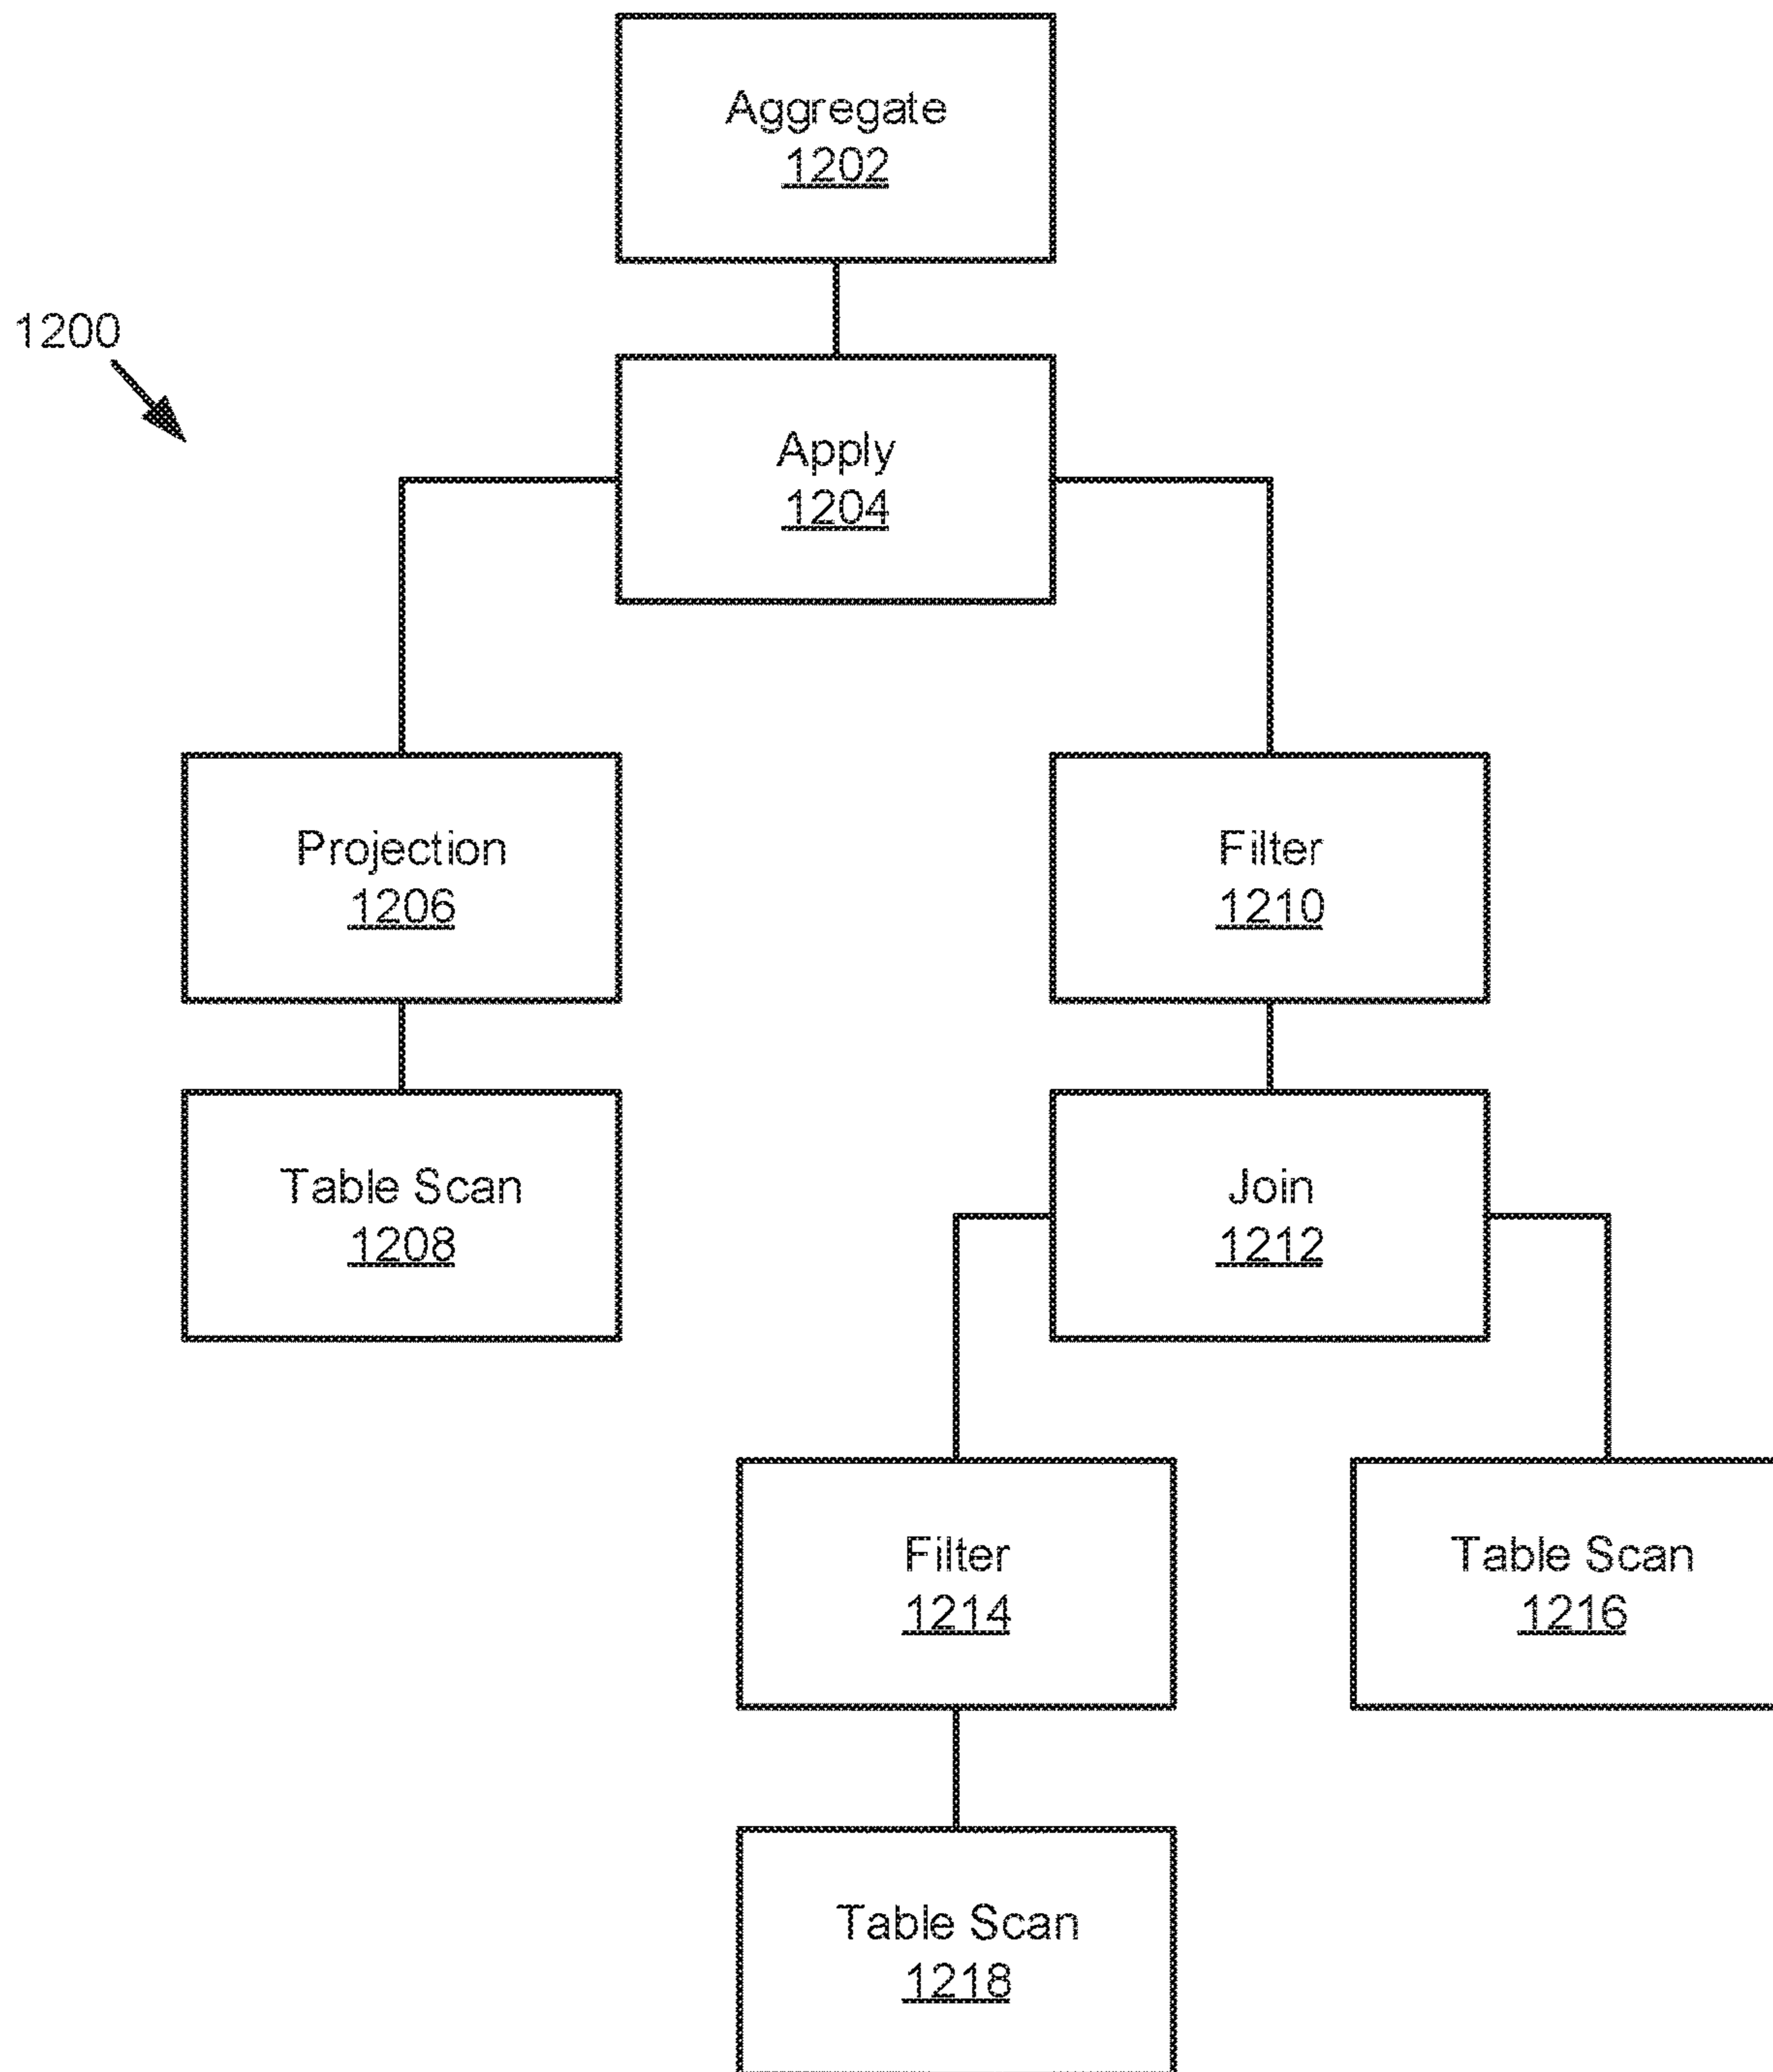 Aggregate
1202
1200
Apply
1204
Projection
1206
Filter
1210
Table Scan
1208
Join
1212
Filter
1214
Table Scan
1216
Table Scan
1218